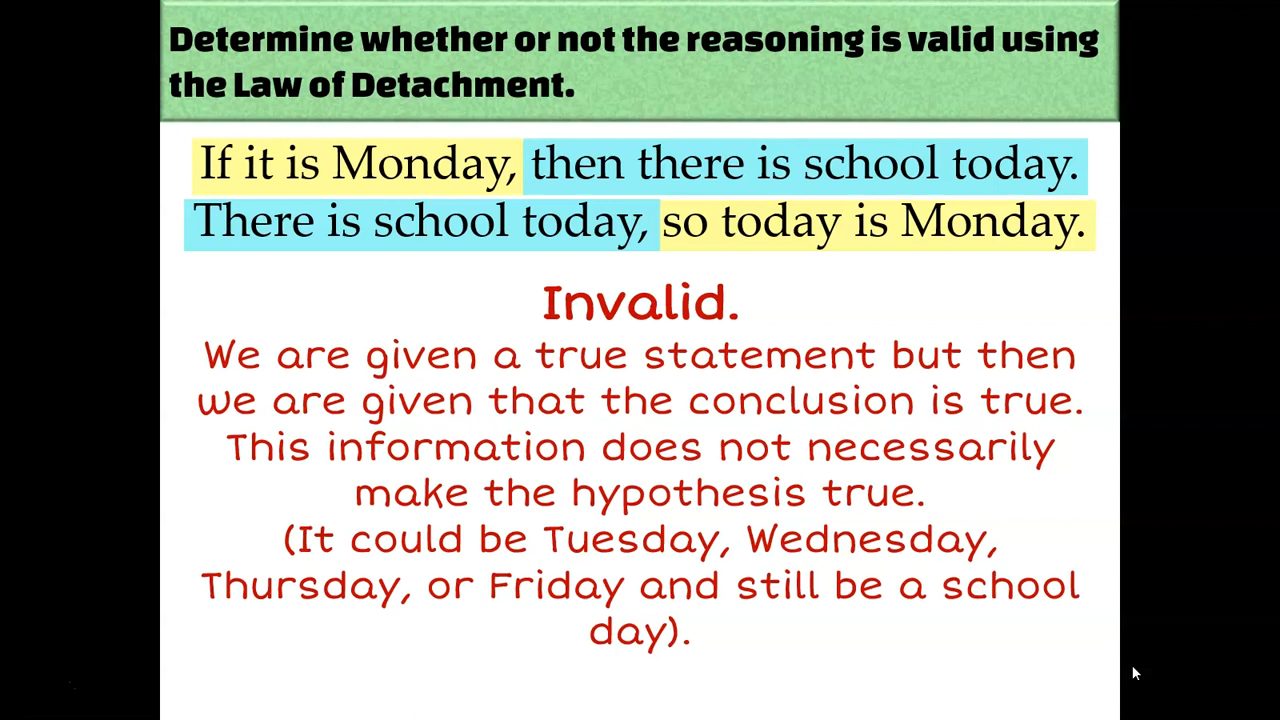 Determine whether or not the reasoning is valid using
the Law of Detachment.
If it is Monday, then there is school today.
There is school today, so today is Monday.
Invalid.
We are given a true statement but then
we are given that the conclusion is true.
This information does not necessarily
make the hypothesis true.
(It could be Tuesday, Wednesday,
Thursday, or Friday and still be a school
day).